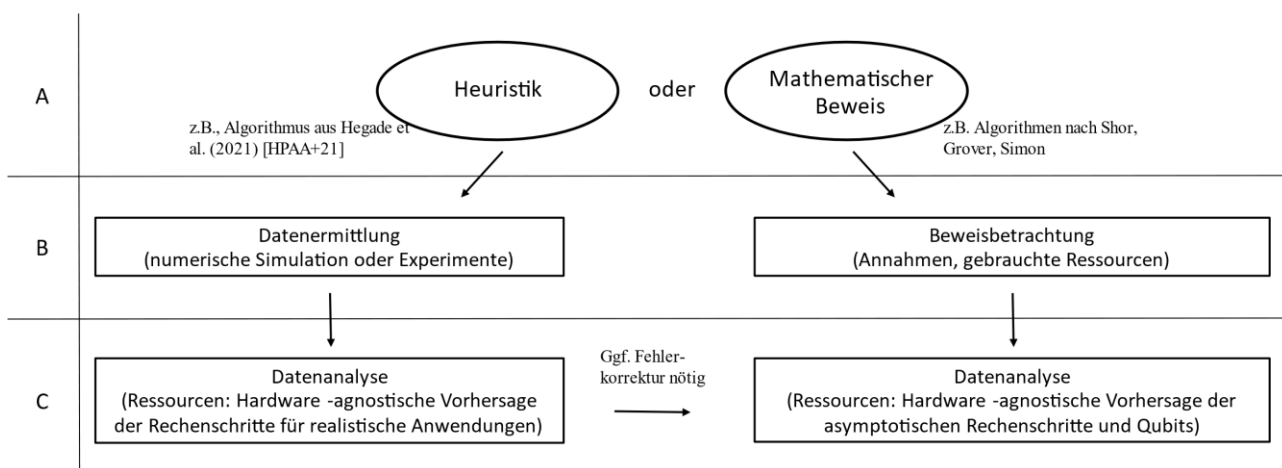 A
Heuristik
oder
Mathematischer
Beweis
z.B., Algorithmus aus Hegade et
al. (2021) [HPAA+21]
z.B. Algorithmen nach Shor,
Grover, Simon
B
Datenermittlung
(numerische Simulation oder Experimente)
Beweisbetrachtung
(Annahmen, gebrauchte Ressourcen)
C
Datenanalyse
(Ressourcen: Hardware -agnostische Vorhersage
der Rechenschritte für realistische Anwendungen)
Ggf. Fehler-
korrektur nötig
Datenanalyse
(Ressourcen: Hardware -agnostische Vorhersage der
asymptotischen Rechenschritte und Qubits)